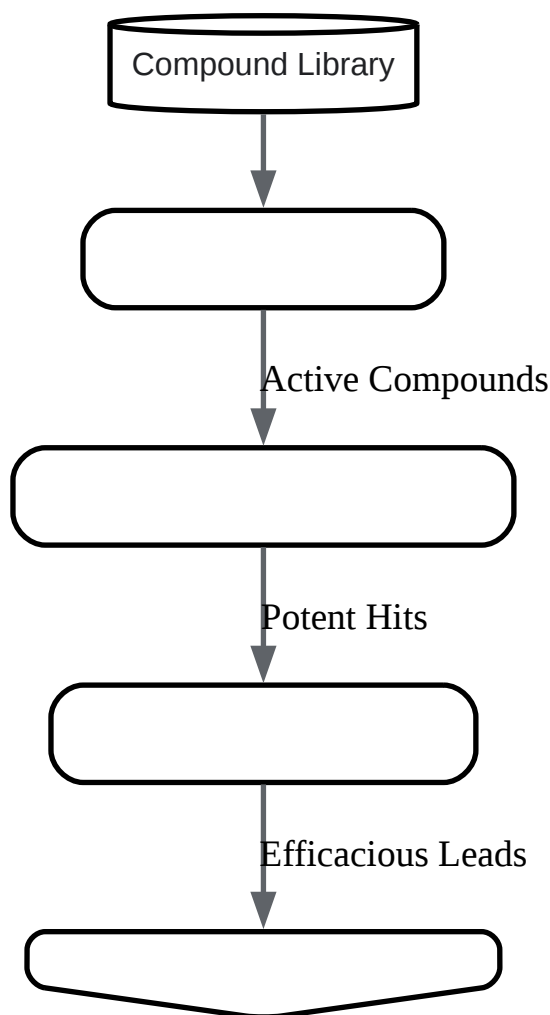 Compound Library
Active Compounds
Potent Hits
Efficacious Leads